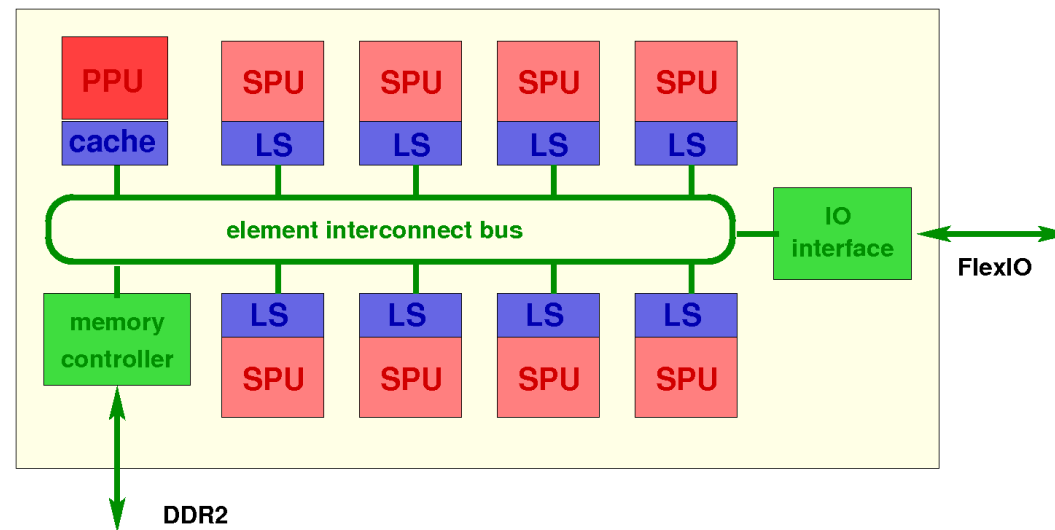 PPU
cache
SPU
LS
SPU
LS
SPU
LS
SPU
LS
element interconnect bus
IO
interface
FlexIO
memory
controller
LS
SPU
LS
SPU
LS
SPU
LS
SPU
DDR2